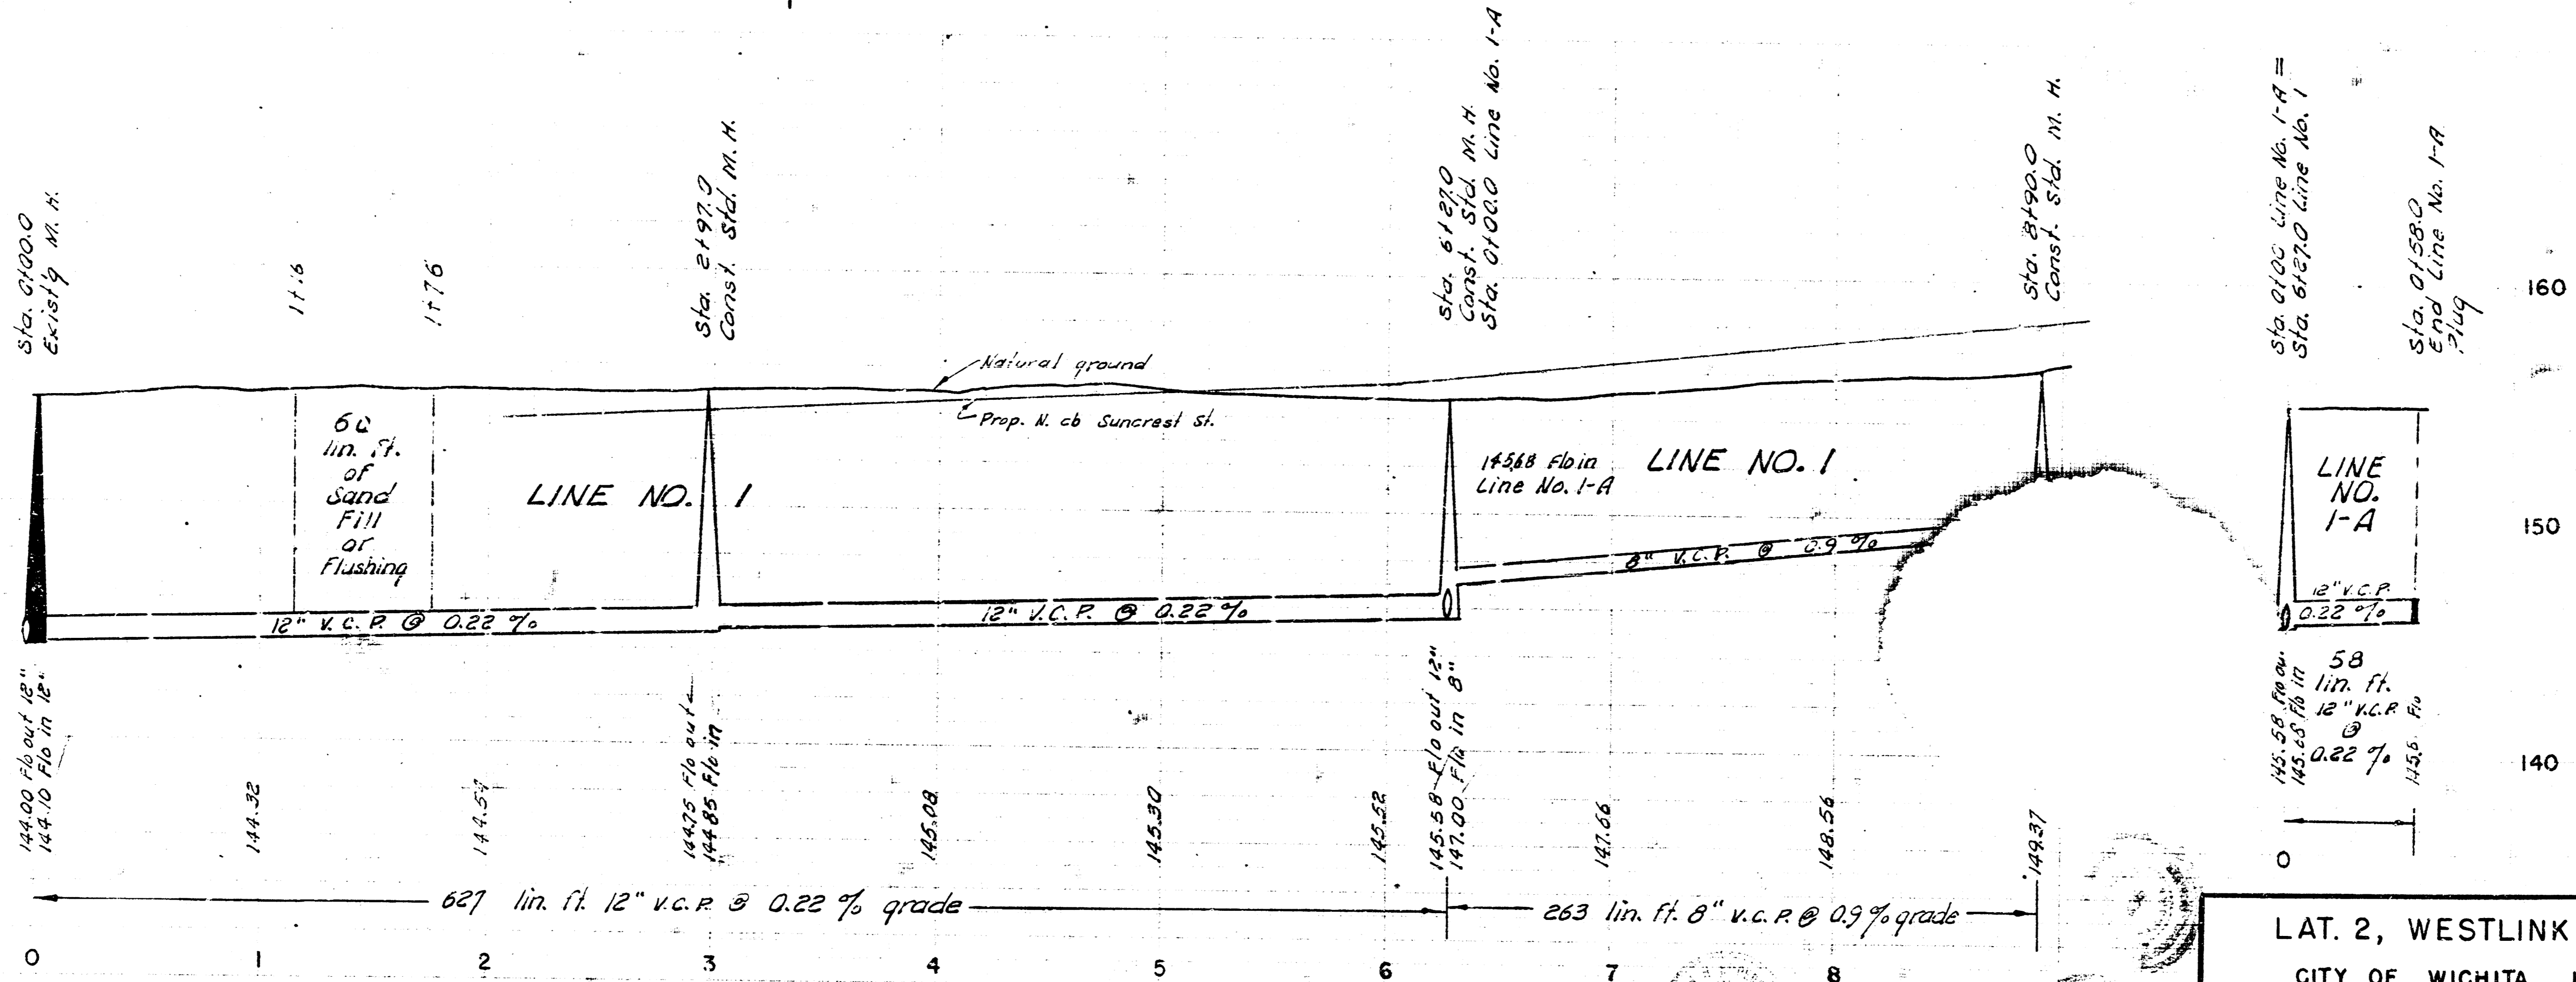 Sta. 0+00.0
Exist'g M. H.
1+76
Sta. 2+97.0
Const. Std. M. H.
Sta. 6+27.0
Const. Std. M. H.
Sta. 0+00.0 Line No. 1-A
Sta. 8+90.0
Const. Std. M. H.
Sta. 0+00 Line No. 1-A =
Sta. 6+27.0 Line No. 1
Sta. 0+58.0
End Line No. 1-A
Plug
160
Natural ground
Prop. N. cb Suncrest St.
60
lin. ft.
of
Sand
Fill
or
Flushing
LINE NO. 1
145.68 Flo in
Line No. 1-A
LINE NO. 1
LINE
NO.
1-A
150
12" V.C.P. @ 0.22 %
12" V.C.P. @ 0.22 %
8" V.C.P. @ 0.9 %
12" V.C.P.
0.22 %
144.00 Flo out 12"
144.10 Flo in 12"
144.32
144.54
144.75 Flo out
144.85 Flo in
145.08
145.30
145.52
145.58 Flo out 12"
147.00 Flo in 8"
147.66
148.56
149.37
145.58 Flo out
145.68 Flo in
58
lin. ft.
12" V.C.P.
@
0.22 %
Flo
140
0
627 lin. ft. 12" V.C.P. @ 0.22 % grade
263 lin. ft. 8" V.C.P. @ 0.9 % grade
0 1 2 3 4 5 6 7 8
LAT. 2, WESTLINK
CITY OF WICHITA